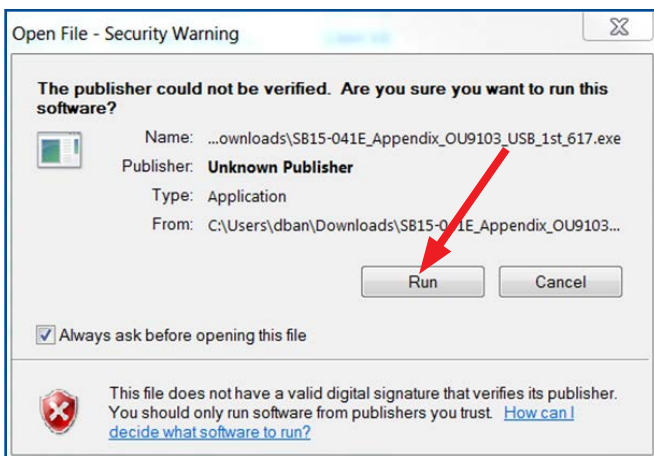 Open File - Security Warning
The publisher could not be verified. Are you sure you want to run this
software?
Name: ...ownloads\SB15-041E_Appendix_OU9103_USB_1st_617.exe
Publisher: Unknown Publisher
Type: Application
From: C:\Users\dban\Downloads\SB15-041E_Appendix_OU9103...
Run Cancel
Always ask before opening this file
This file does not have a valid digital signature that verifies its publisher.
You should only run software from publishers you trust. How can I
decide what software to run?